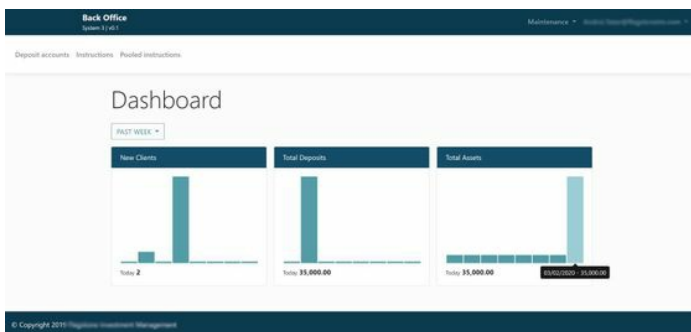 Back Office
System 3 | v0.1
Maintenance
Deposit accounts Instructions Pooled instructions
Dashboard
PAST WEEK
New Clients
Total Deposits
Total Assets
Today 2
Today 35,000.00
Today 35,000.00
03/02/2020 - 35,000.00
© Copyright 2019